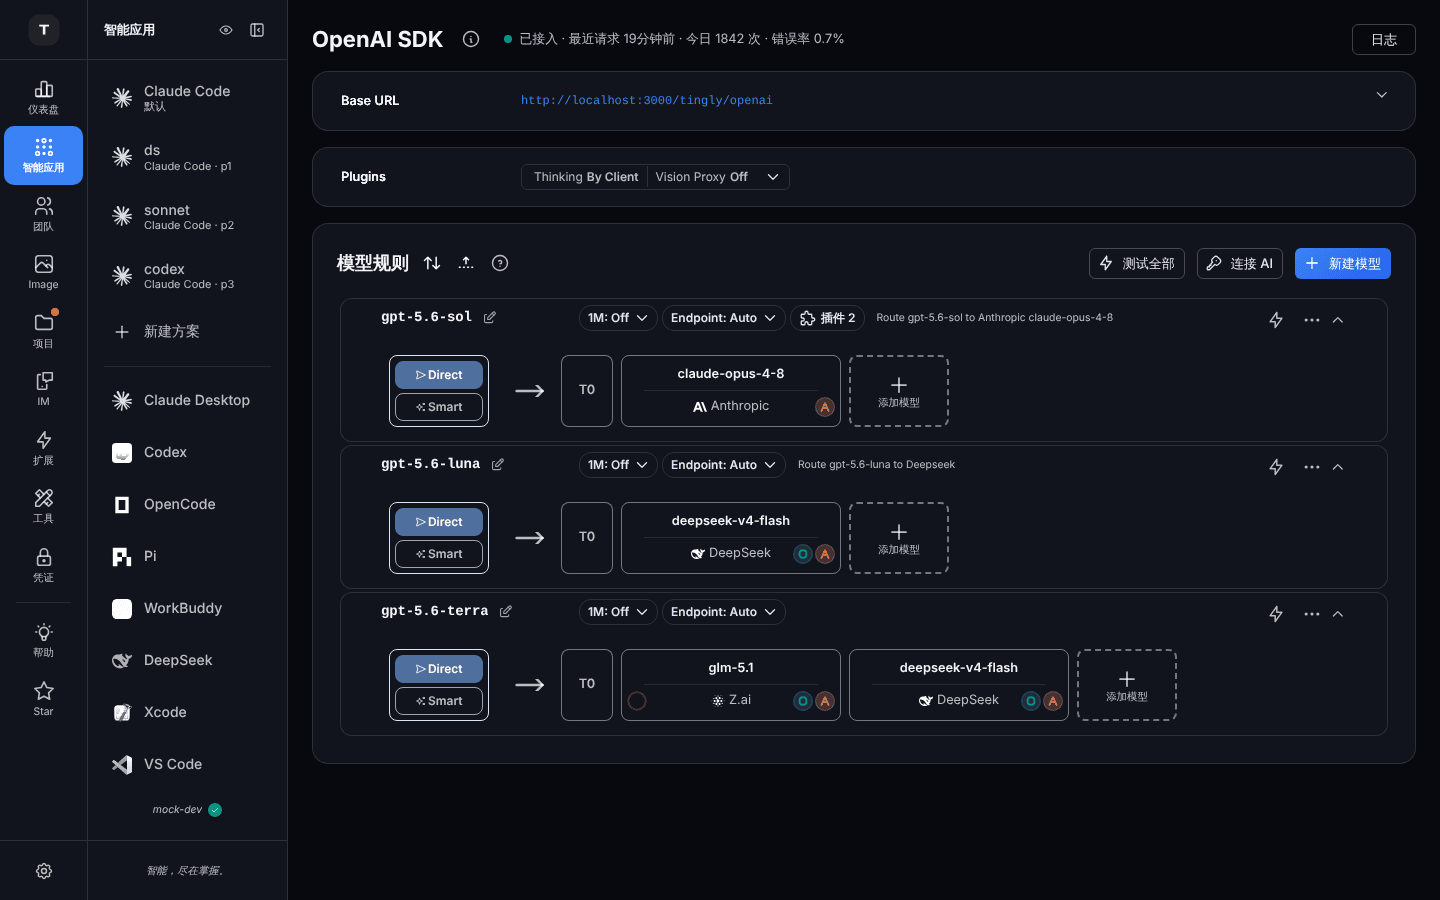 T
仪表盘
智能应用
团队
Image
项目
IM
扩展
工具
凭证
帮助
Star
智能应用
Claude Code
默认
ds
Claude Code · p1
sonnet
Claude Code · p2
codex
Claude Code · p3
新建方案
Claude Desktop
Codex
OpenCode
Pi
WorkBuddy
DeepSeek
Xcode
VS Code
mock-dev
智能，尽在掌握。
OpenAI SDK
已接入 · 最近请求 19分钟前 · 今日 1842 次 · 错误率 0.7%
日志
Base URL
http://localhost:3000/tingly/openai
Plugins
Thinking By Client
Vision Proxy Off
模型规则
测试全部
连接 AI
新建模型
gpt-5.6-sol
1M: Off
Endpoint: Auto
插件 2
Route gpt-5.6-sol to Anthropic claude-opus-4-8
Direct
Smart
T0
claude-opus-4-8
Anthropic
A
添加模型
gpt-5.6-luna
1M: Off
Endpoint: Auto
Route gpt-5.6-luna to Deepseek
Direct
Smart
T0
deepseek-v4-flash
DeepSeek
O A
添加模型
gpt-5.6-terra
1M: Off
Endpoint: Auto
Direct
Smart
T0
glm-5.1
Z.ai
O A
deepseek-v4-flash
DeepSeek
O A
添加模型